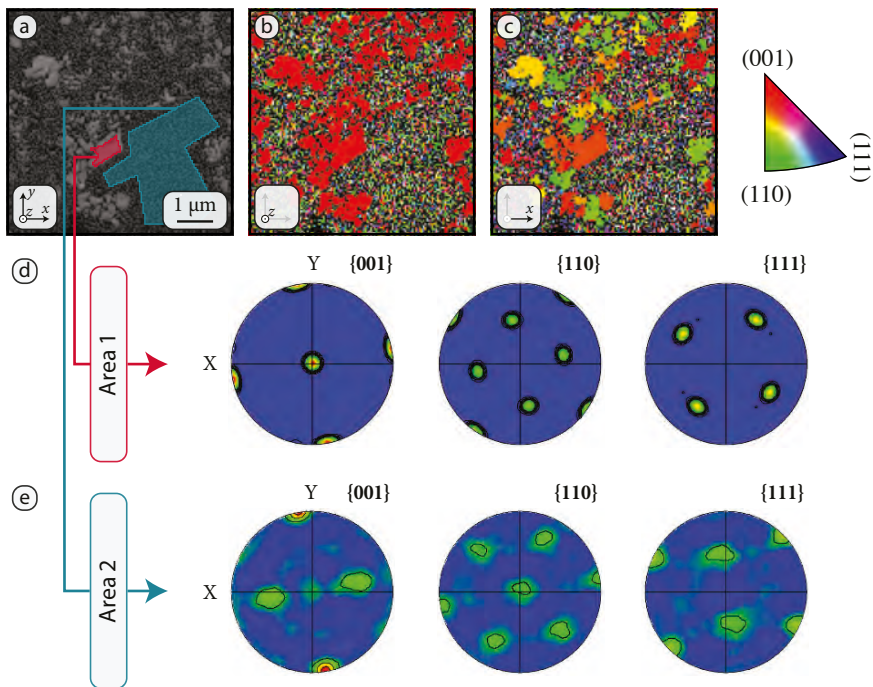 a
b
c
y
z
x
1 μm
z
x
(001)
(110)
(111)
d
Area 1
X
Y
{001}
{110}
{111}
e
Area 2
X
Y
{001}
{110}
{111}